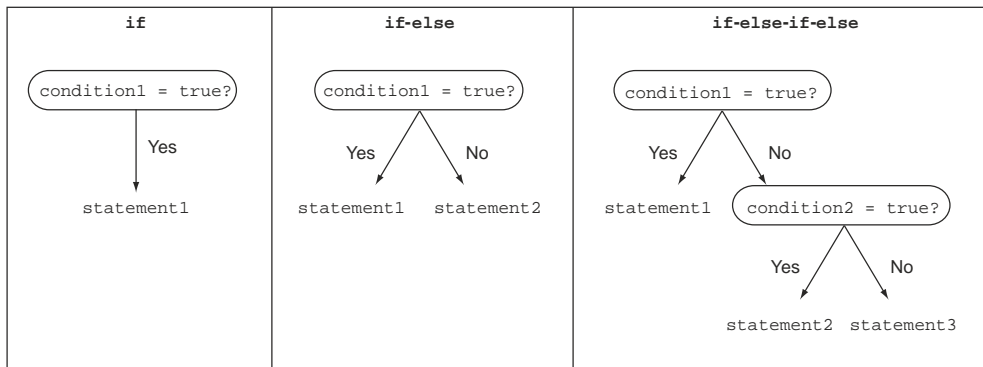 if
condition1 = true?
Yes
statement1
if-else
condition1 = true?
Yes
No
statement1
statement2
if-else-if-else
condition1 = true?
Yes
No
statement1
condition2 = true?
Yes
No
statement2
statement3